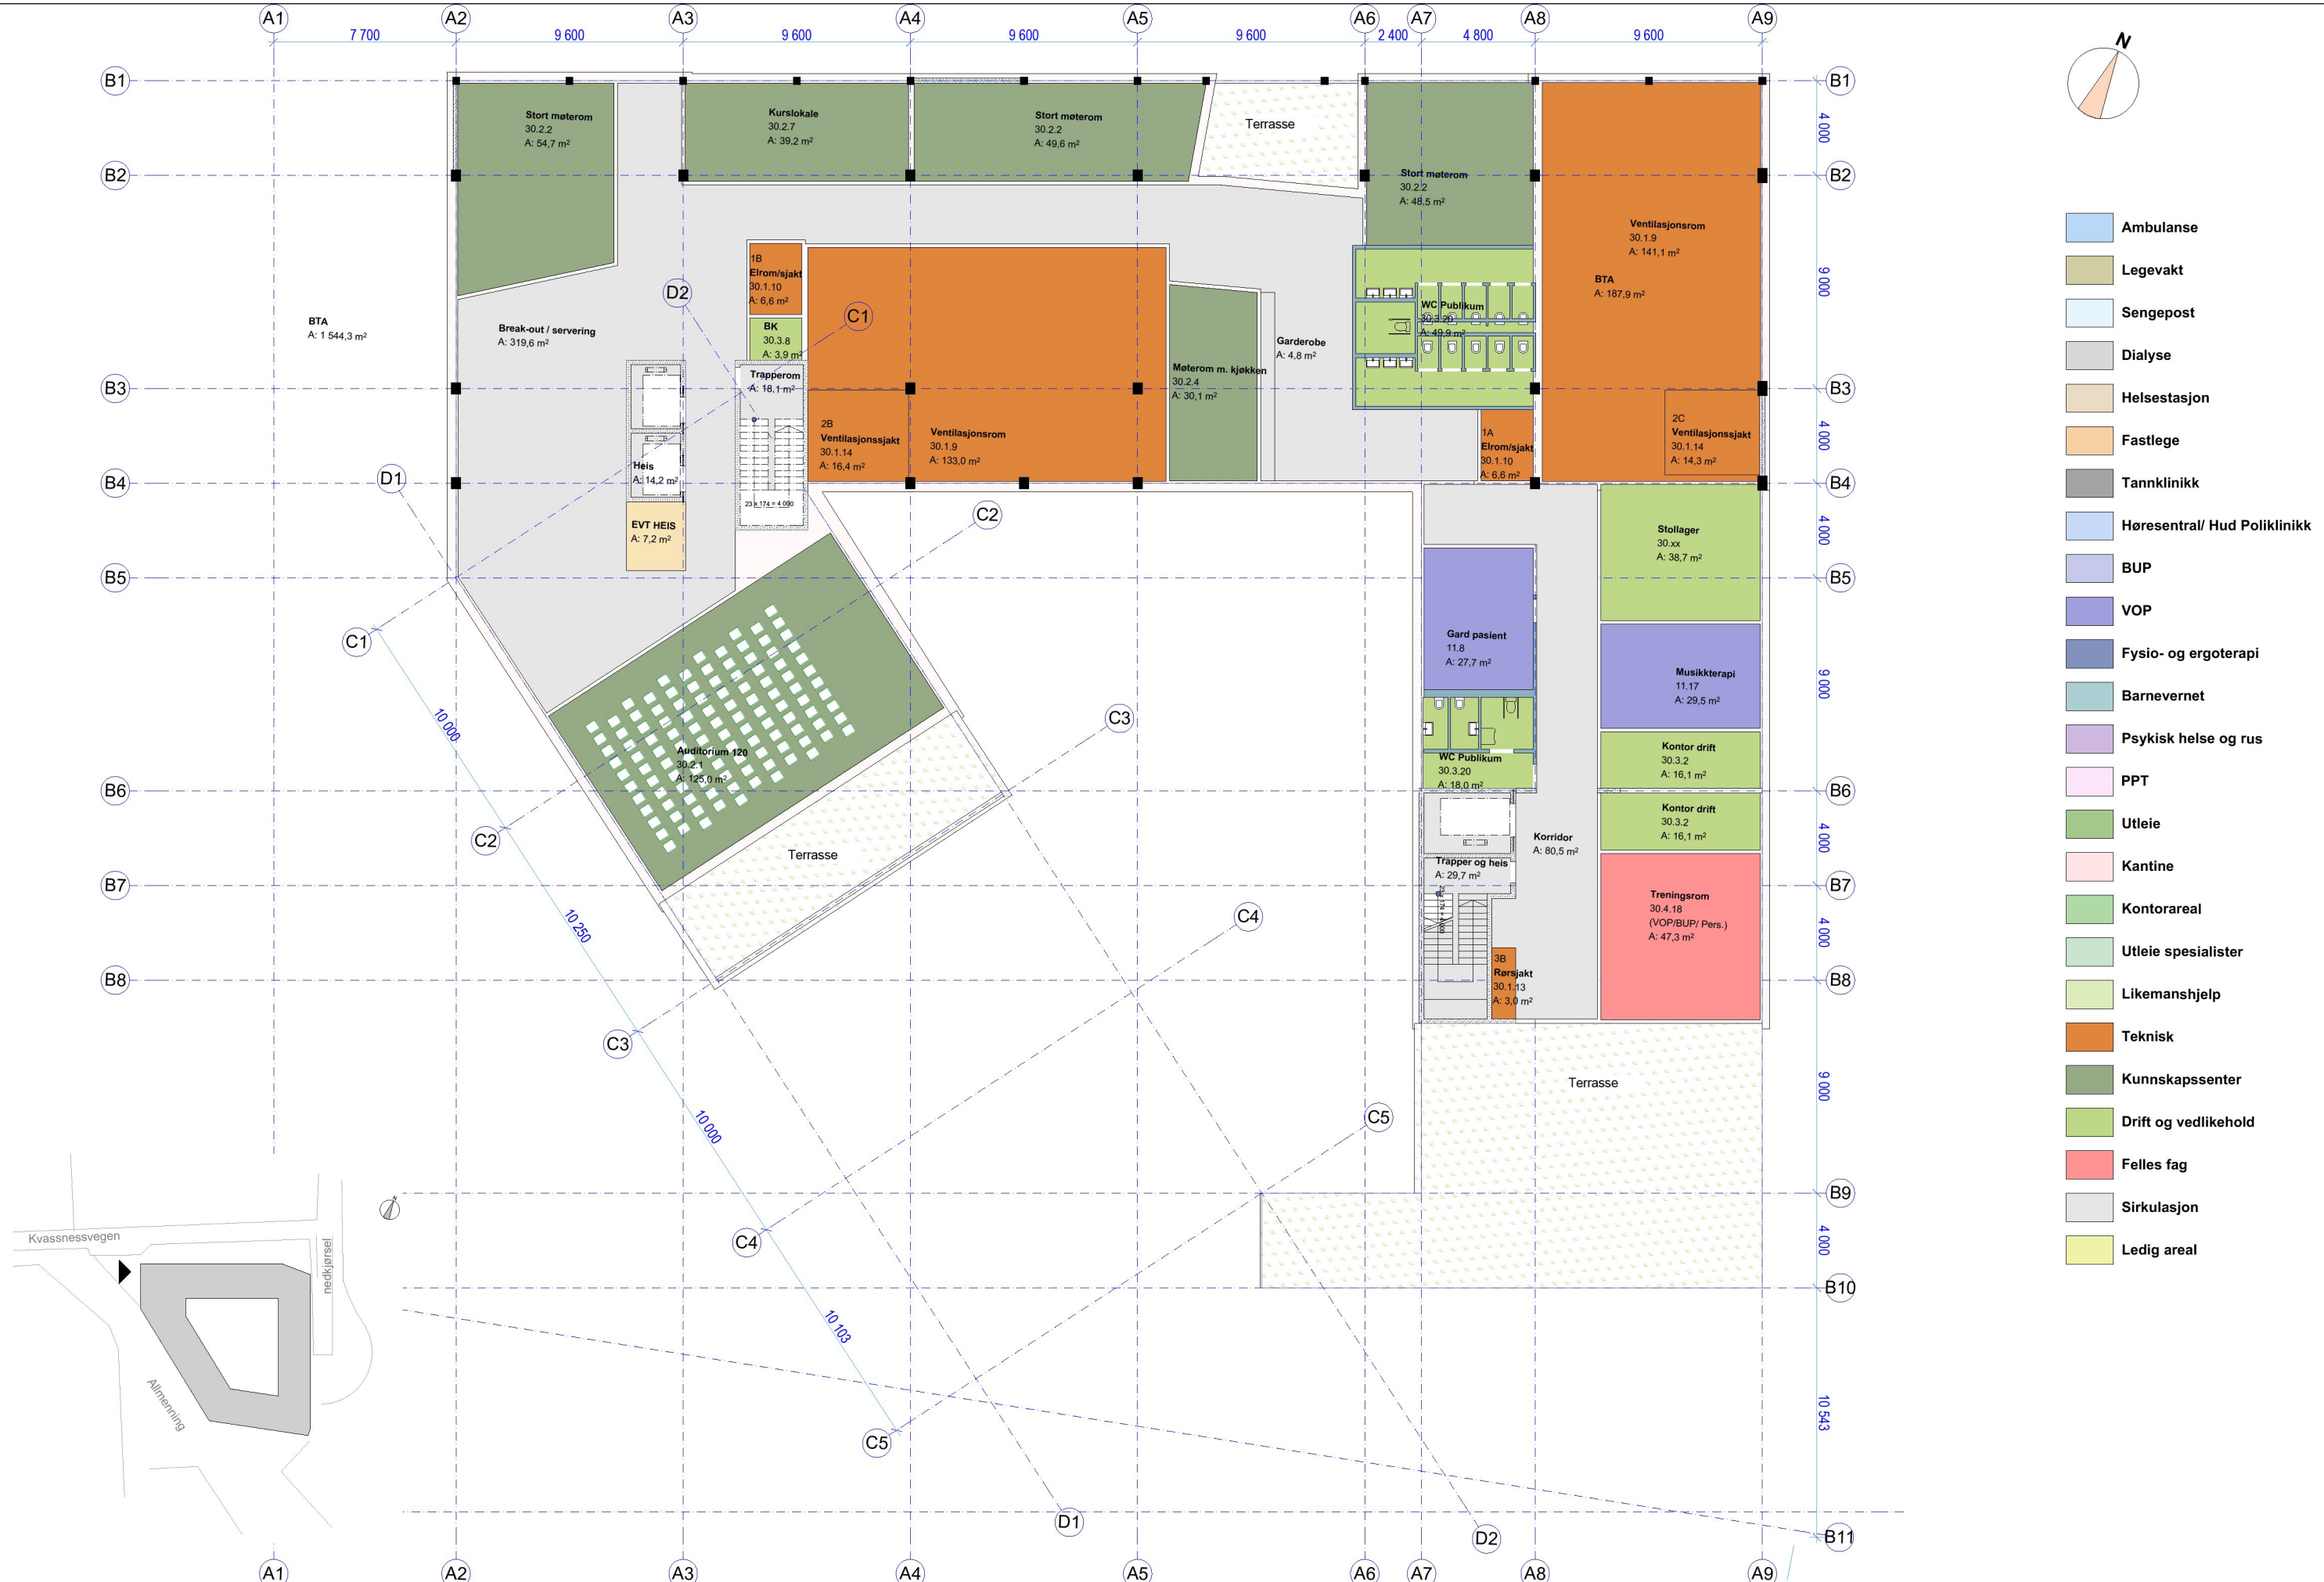 A1 A2 A3 A4 A5 A6 A7 A8 A9
7 700 9 600 9 600 9 600 9 600 2 400 4 800 9 600
N
B1 B1
Stort møterom
30.2.2
A: 54,7 m²
Kurslokale
30.2.7
A: 39,2 m²
Stort møterom
30.2.2
A: 49,6 m²
Terrasse
4 000
B2 B2
Stort møterom
30.2.2
A: 48,5 m²
Ventilasjonsrom
30.1.9
A: 141,1 m²
BTA
A: 187,9 m²
9 000
1B
Elrom/sjakt
30.1.10
A: 6,6 m²
D2
C1
BK
30.3.8
A: 3,9 m²
BTA
A: 1 544,3 m²
Break-out / servering
A: 319,6 m²
WC Publikum
30.3.20
A: 49,9 m²
Garderobe
A: 4,8 m²
Møterom m. kjøkken
30.2.4
A: 30,1 m²
Trapperom
A: 18,1 m²
B3 B3
2B
Ventilasjonssjakt
30.1.14
A: 16,4 m²
Ventilasjonsrom
30.1.9
A: 133,0 m²
1A
Elrom/sjakt
30.1.10
A: 6,6 m²
2C
Ventilasjonssjakt
30.1.14
A: 14,3 m²
4 000
Heis
A: 14,2 m²
D1
B4 B4
23 x 174 = 4 000
C2
EVT HEIS
A: 7,2 m²
Stollager
30.xx
A: 38,7 m²
4 000
B5 B5
C1
Gard pasient
11.8
A: 27,7 m²
Musikkterapi
11.17
A: 29,5 m²
9 000
10 000
C3
Auditorium 120
30.2.1
A: 125,0 m²
WC Publikum
30.3.20
A: 18,0 m²
Kontor drift
30.3.2
A: 16,1 m²
B6 B6
Kontor drift
30.3.2
A: 16,1 m²
C2
Terrasse
Korridor
A: 80,5 m²
4 000
Trapper og heis
A: 29,7 m²
B7 B7
10 250
C4
Treningsrom
30.4.18
(VOP/BUP/ Pers.)
A: 47,3 m²
4 000
3B
Rørsjakt
30.1.13
A: 3,0 m²
B8 B8
C3
Terrasse
9 000
10 000
C5
B9 B9
C4
4 000
B10
10 103
C5
10 543
D1
D2
B11
A1 A2 A3 A4 A5 A6 A7 A8 A9
Kvassnessvegen
nedkjørsel
Allmenning
N
Ambulanse
Legevakt
Sengepost
Dialyse
Helsestasjon
Fastlege
Tannklinikk
Høresentral/ Hud Poliklinikk
BUP
VOP
Fysio- og ergoterapi
Barnevernet
Psykisk helse og rus
PPT
Utleie
Kantine
Kontorareal
Utleie spesialister
Likemanshjelp
Teknisk
Kunnskapssenter
Drift og vedlikehold
Felles fag
Sirkulasjon
Ledig areal